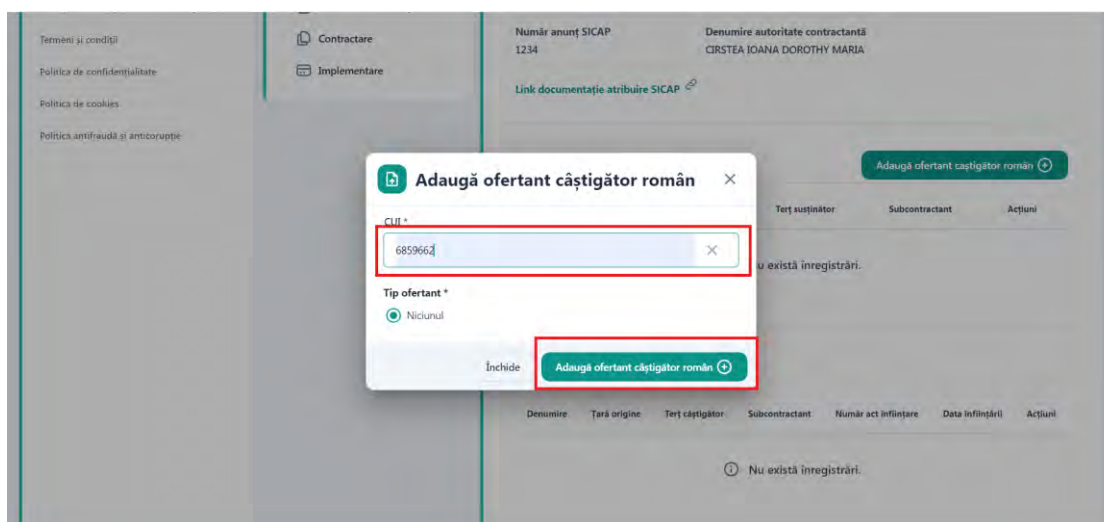 Termeni și condiții
Politica de confidențialitate
Politica de cookies
Politica antifraudă și anticorupție
Contractare
Implementare
Număr anunț SICAP
1234
Denumire autoritate contractantă
CIRSTEA IOANA DOROTHY MARIA
Link documentație atribuire SICAP
Adaugă ofertant castigător român
Terț susținător Subcontractant Acțiuni
u există înregistrări.
Adaugă ofertant câștigător român
CUI *
6859662
Tip ofertant *
Niciunul
Închide
Adaugă ofertant câștigător român
Denumire Țară origine Terț câștigător Subcontractant Număr act înființare Data înființării Acțiuni
Nu există înregistrări.